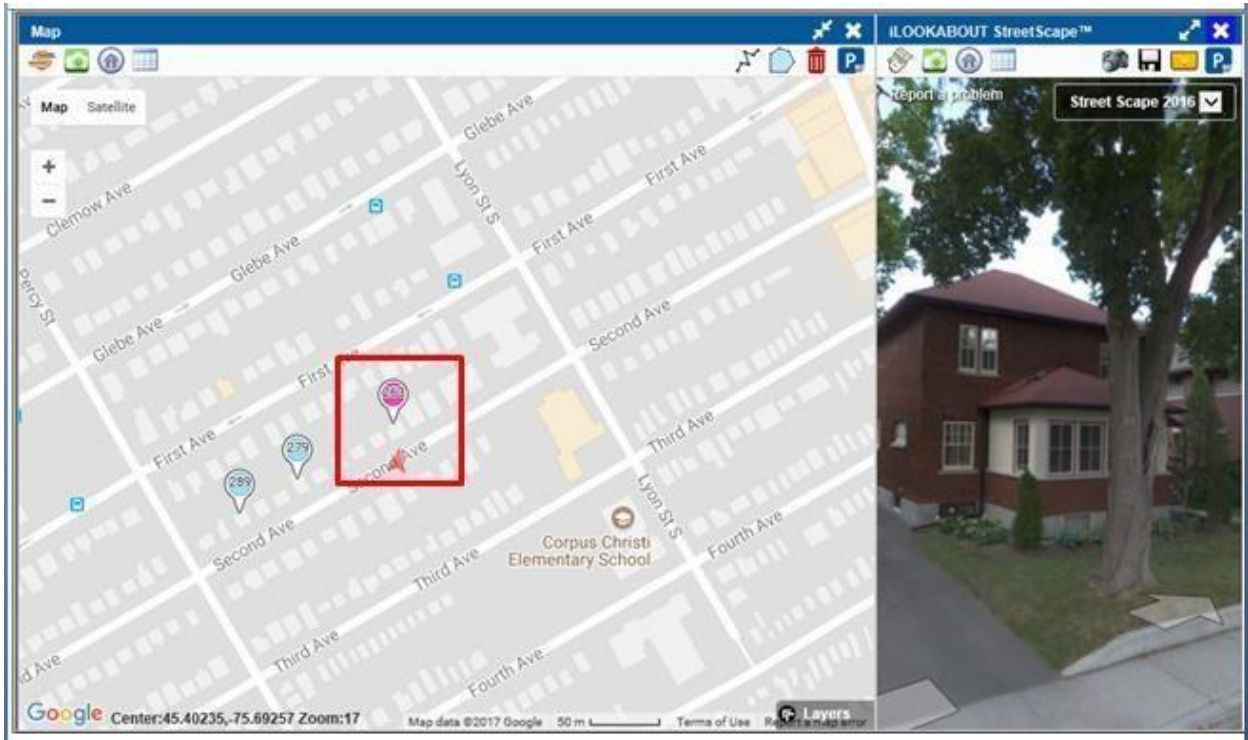 Map
iLOOKABOUT StreetScape™
Map Satellite
Report a problem
Street Scape 2016
+
−
Glebe Ave
Clemow Ave
Lyon St S
First Ave
First Ave
Glebe Ave
Percy St
Glebe Ave
Second Ave
First
First Ave
279
289
Second Ave
Third Ave
Lyon St S
Second Ave
Corpus Christi
Elementary School
Fourth Ave
Third Ave
Third Ave
Fourth Ave
Ave
Google Center:45.40235,-75.69257 Zoom:17
Map data ©2017 Google 50 m Terms of Use Report a map error
Layers